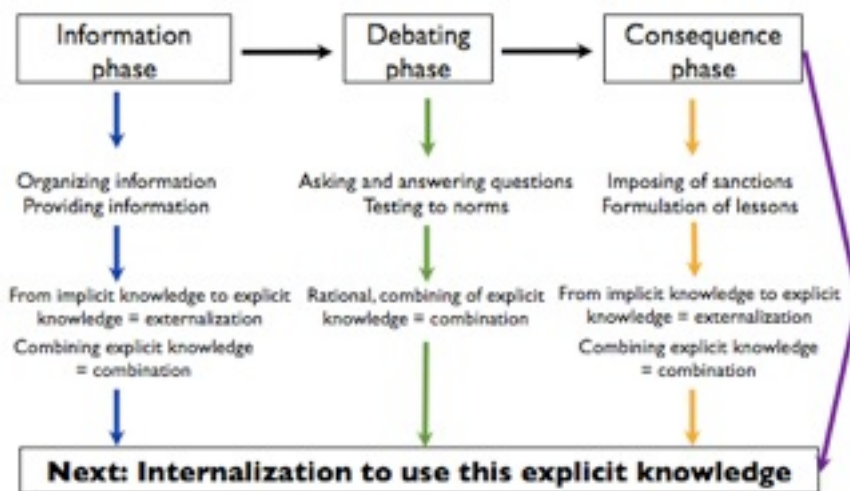 Information
phase
Debating
phase
Consequence
phase
Organizing information
Providing information
Asking and answering questions
Testing to norms
Imposing of sanctions
Formulation of lessons
From implicit knowledge to explicit
knowledge = externalization
Combining explicit knowledge
= combination
Rational, combining of explicit
knowledge = combination
From implicit knowledge to explicit
knowledge = externalization
Combining explicit knowledge
= combination
Next: Internalization to use this explicit knowledge